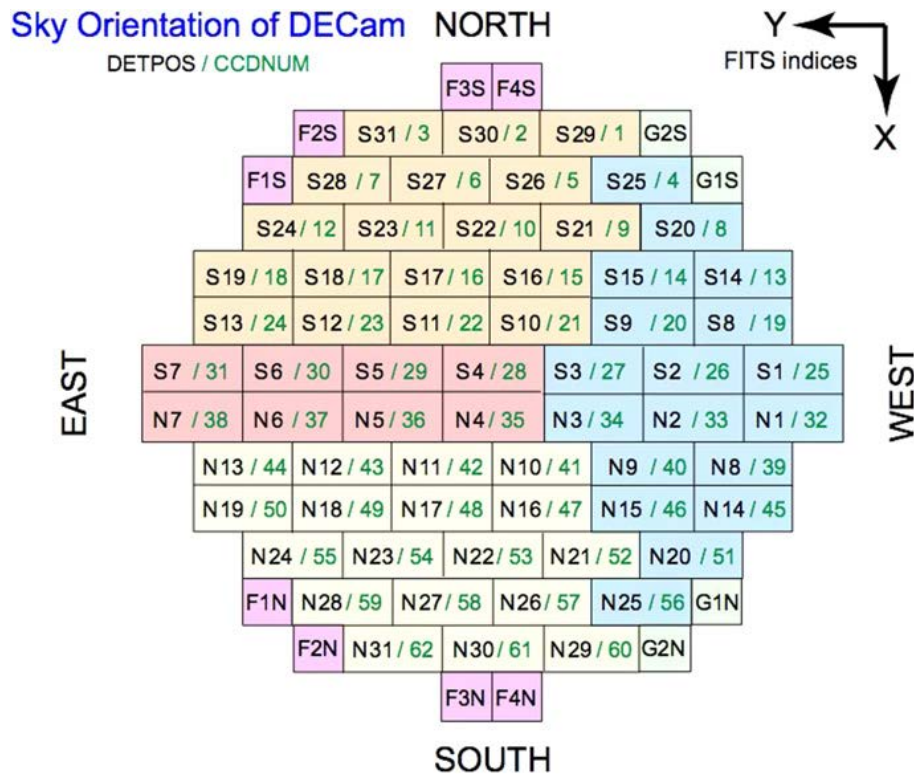 Sky Orientation of DECam NORTH
DETPOS / CCDNUM
Y
FITS indices
X
F3S F4S
F2S S31 / 3 S30 / 2 S29 / 1 G2S
F1S S28 / 7 S27 / 6 S26 / 5 S25 / 4 G1S
S24 / 12 S23 / 11 S22 / 10 S21 / 9 S20 / 8
S19 / 18 S18 / 17 S17 / 16 S16 / 15 S15 / 14 S14 / 13
S13 / 24 S12 / 23 S11 / 22 S10 / 21 S9 / 20 S8 / 19
EAST
S7 / 31 S6 / 30 S5 / 29 S4 / 28 S3 / 27 S2 / 26 S1 / 25
N7 / 38 N6 / 37 N5 / 36 N4 / 35 N3 / 34 N2 / 33 N1 / 32
WEST
N13 / 44 N12 / 43 N11 / 42 N10 / 41 N9 / 40 N8 / 39
N19 / 50 N18 / 49 N17 / 48 N16 / 47 N15 / 46 N14 / 45
N24 / 55 N23 / 54 N22 / 53 N21 / 52 N20 / 51
F1N N28 / 59 N27 / 58 N26 / 57 N25 / 56 G1N
F2N N31 / 62 N30 / 61 N29 / 60 G2N
F3N F4N
SOUTH